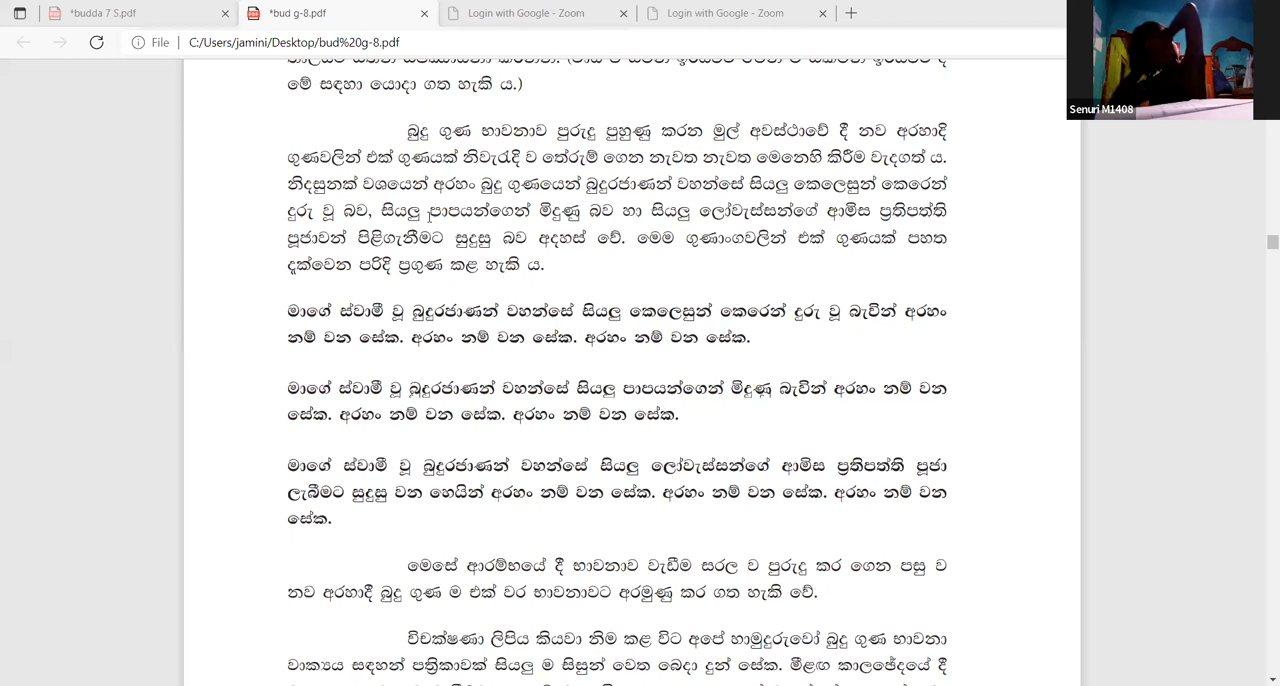 *budda 7 S.pdf
*bud g-8.pdf
Login with Google - Zoom
Login with Google - Zoom
File | C:/Users/jamini/Desktop/bud%20g-8.pdf
Senuri M1408
මේ සඳහා යොදා ගත හැකි ය.)
බුදු ගුණ භාවනාව පුරුදු පුහුණු කරන මුල් අවස්ථාවේ දී නව අරහාදි
ගුණවලින් එක් ගුණයක් නිවැරැදි ව තේරුම් ගෙන නැවත නැවත මෙනෙහි කිරීම වැදගත් ය.
නිදසුනක් වශයෙන් අරහං බුදු ගුණයෙන් බුදුරජාණන් වහන්සේ සියලු කෙලෙසුන් කෙරෙන්
දුරු වූ බව, සියලු පාපයන්ගෙන් මිදුණු බව හා සියලු ලෝවැස්සන්ගේ ආමිස ප්‍රතිපත්ති
පූජාවන් පිළිගැනීමට සුදුසු බව අදහස් වේ. මෙම ගුණාංගවලින් එක් ගුණයක් පහත
දැක්වෙන පරිදි ප්‍රගුණ කළ හැකි ය.
මාගේ ස්වාමී වූ බුදුරජාණන් වහන්සේ සියලු කෙලෙසුන් කෙරෙන් දුරු වූ බැවින් අරහං
නම් වන සේක. අරහං නම් වන සේක. අරහං නම් වන සේක.
මාගේ ස්වාමී වූ බුදුරජාණන් වහන්සේ සියලු පාපයන්ගෙන් මිදුණු බැවින් අරහං නම් වන
සේක. අරහං නම් වන සේක. අරහං නම් වන සේක.
මාගේ ස්වාමී වූ බුදුරජාණන් වහන්සේ සියලු ලෝවැස්සන්ගේ ආමිස ප්‍රතිපත්ති පූජා
ලැබීමට සුදුසු වන හෙයින් අරහං නම් වන සේක. අරහං නම් වන සේක. අරහං නම් වන
සේක.
මෙසේ ආරම්භයේ දී භාවනාව වැඩීම සරල ව පුරුදු කර ගෙන පසු ව
නව අරහාදී බුදු ගුණ ම එක් වර භාවනාවට අරමුණු කර ගත හැකි වේ.
විචක්ෂණා ලිපිය කියවා නිම කළ විට අපේ හාමුදුරුවෝ බුදු ගුණ භාවනා
වාක්‍යය සඳහන් පත්‍රිකාවක් සියලු ම සිසුන් වෙත බෙදා දුන් සේක. මීළඟ කාලඡේදයේ දී